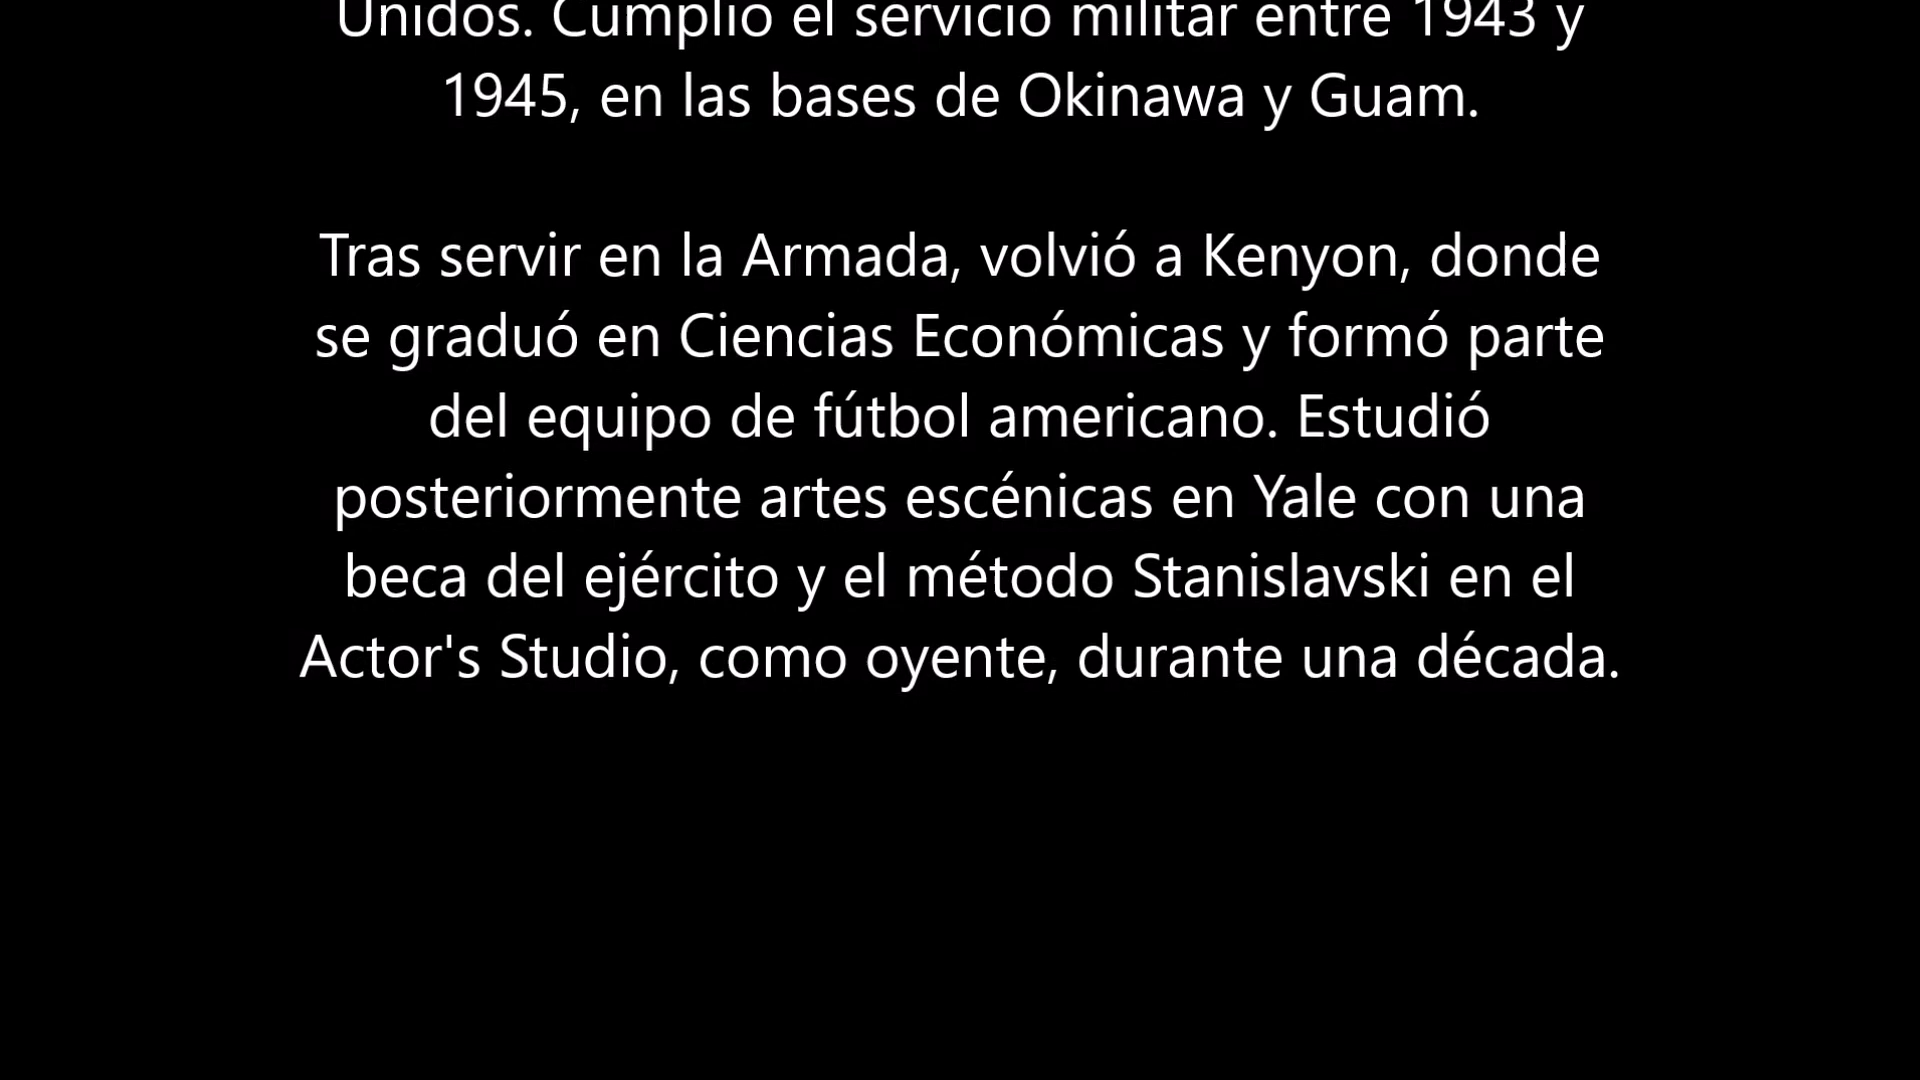 Unidos. Cumplió el servicio militar entre 1943 y
1945, en las bases de Okinawa y Guam.
Tras servir en la Armada, volvió a Kenyon, donde
se graduó en Ciencias Económicas y formó parte
del equipo de fútbol americano. Estudió
posteriormente artes escénicas en Yale con una
beca del ejército y el método Stanislavski en el
Actor's Studio, como oyente, durante una década.